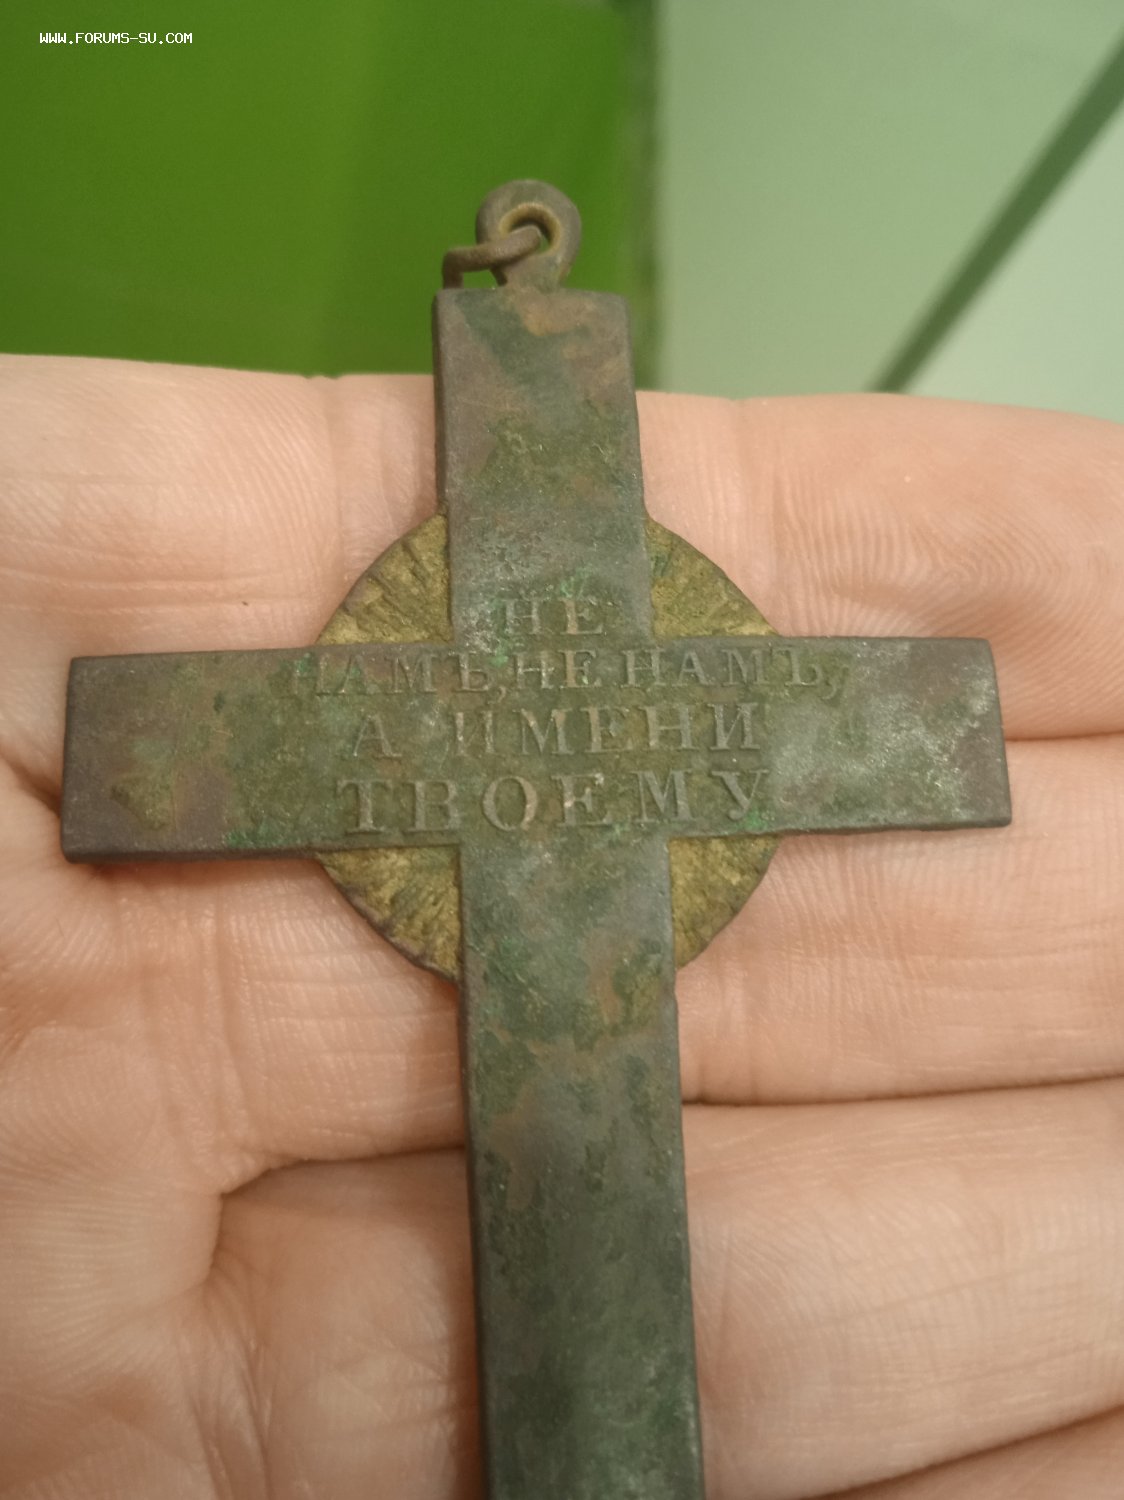 WWW.FORUMS-SU.COM
НЕ
НАМЪ, НЕ НАМЪ,
А ИМЕНИ
ТВОЕМУ